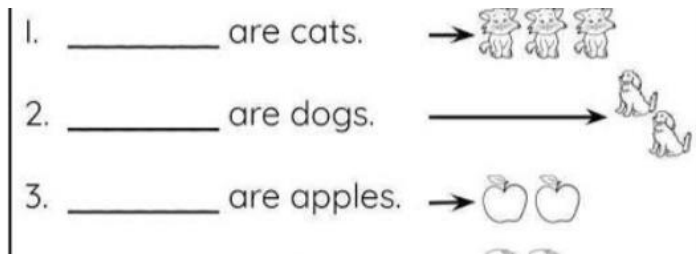 1. __________ are cats.
2. __________ are dogs.
3. __________ are apples.